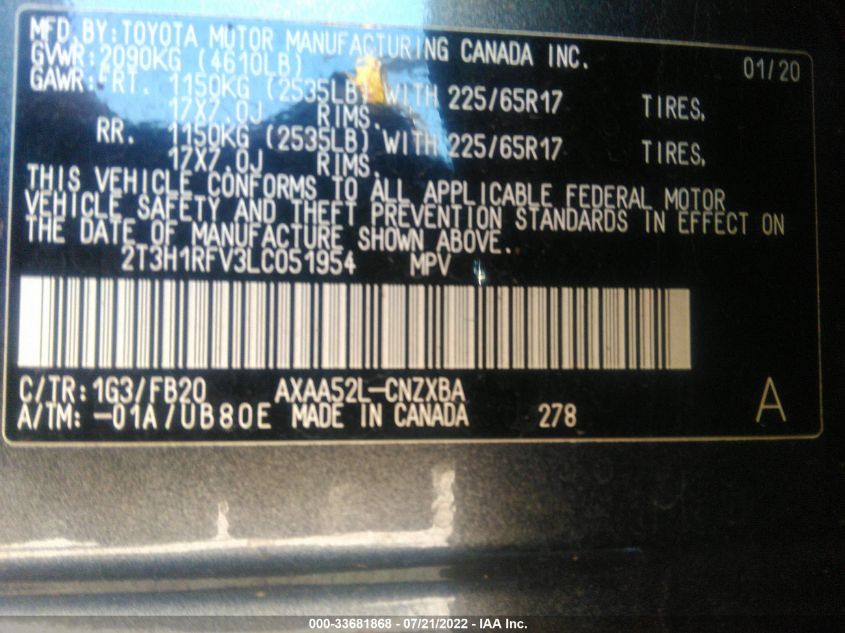 MFD.BY:TOYOTA MOTOR MANUFACTURING CANADA INC.
01/20
GVWR:2090KG (4610LB)
GAWR:FRT. 1150KG (2535LB) WITH 225/65R17 TIRES,
17X7.0J RIMS.
RR. 1150KG (2535LB) WITH 225/65R17 TIRES,
17X7.0J RIMS.
THIS VEHICLE CONFORMS TO ALL APPLICABLE FEDERAL MOTOR
VEHICLE SAFETY AND THEFT PREVENTION STANDARDS IN EFFECT ON
THE DATE OF MANUFACTURE SHOWN ABOVE.
2T3H1RFV3LC051954 MPV
C/TR:1G3/FB20 AXAA52L-CNZXBA
A/TM:-01A/UB80E MADE IN CANADA 278
A
000-33681868 - 07/21/2022 - IAA Inc.